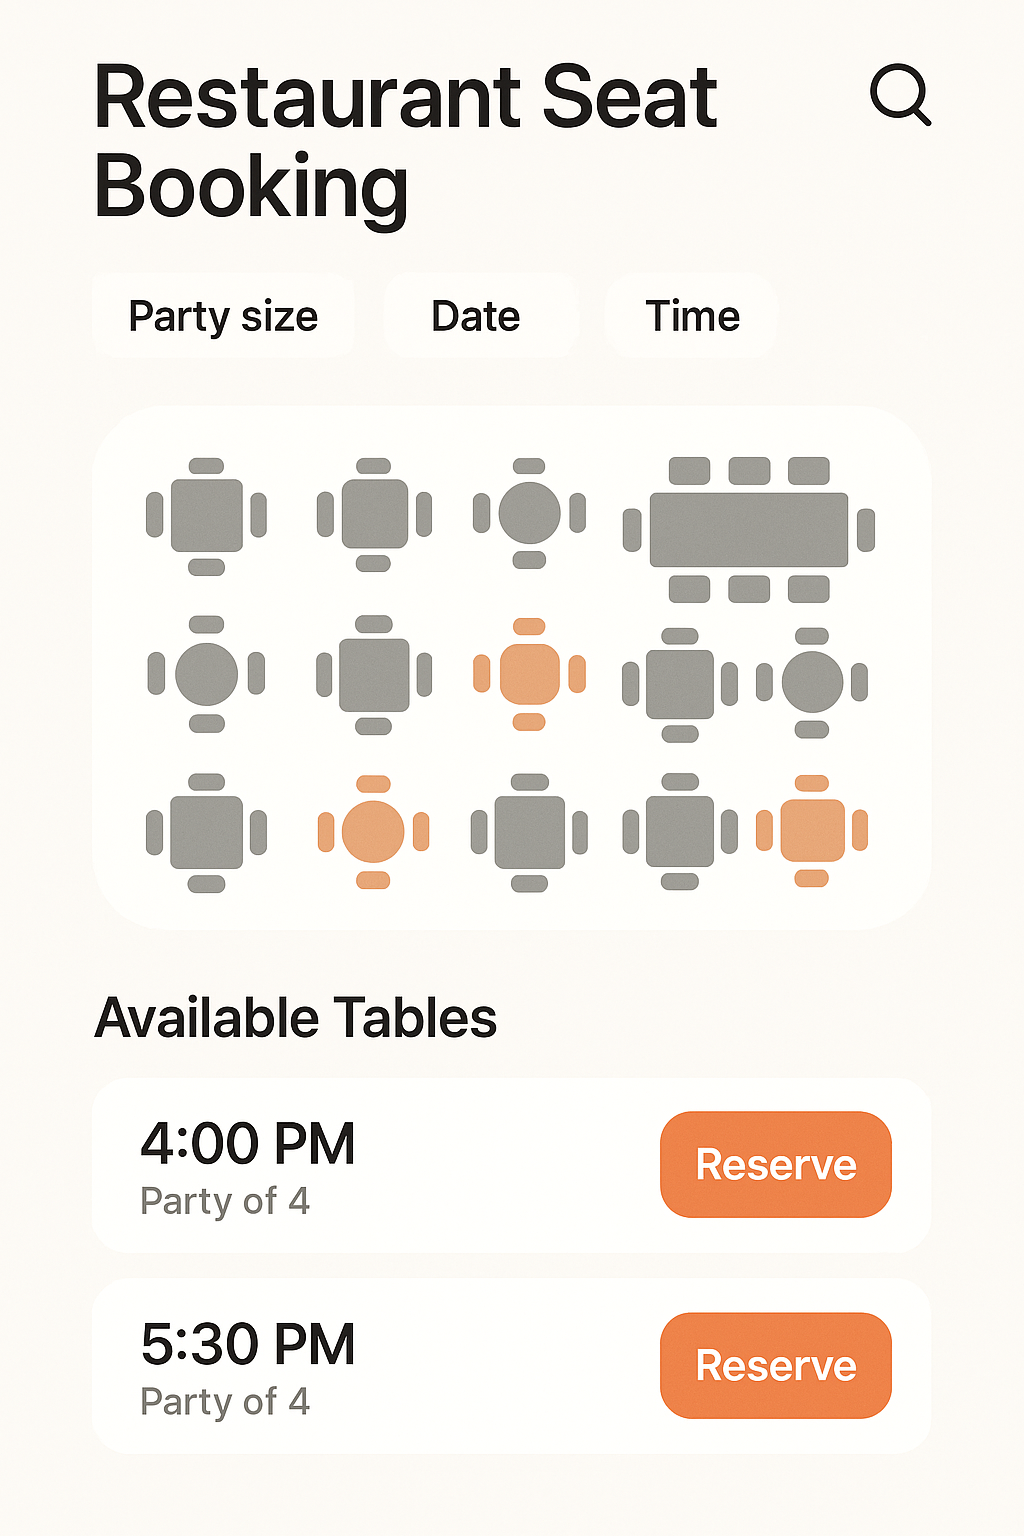 Restaurant Seat
Booking
Party size
Date
Time
Available Tables
4:00 PM
Party of 4
Reserve
5:30 PM
Party of 4
Reserve